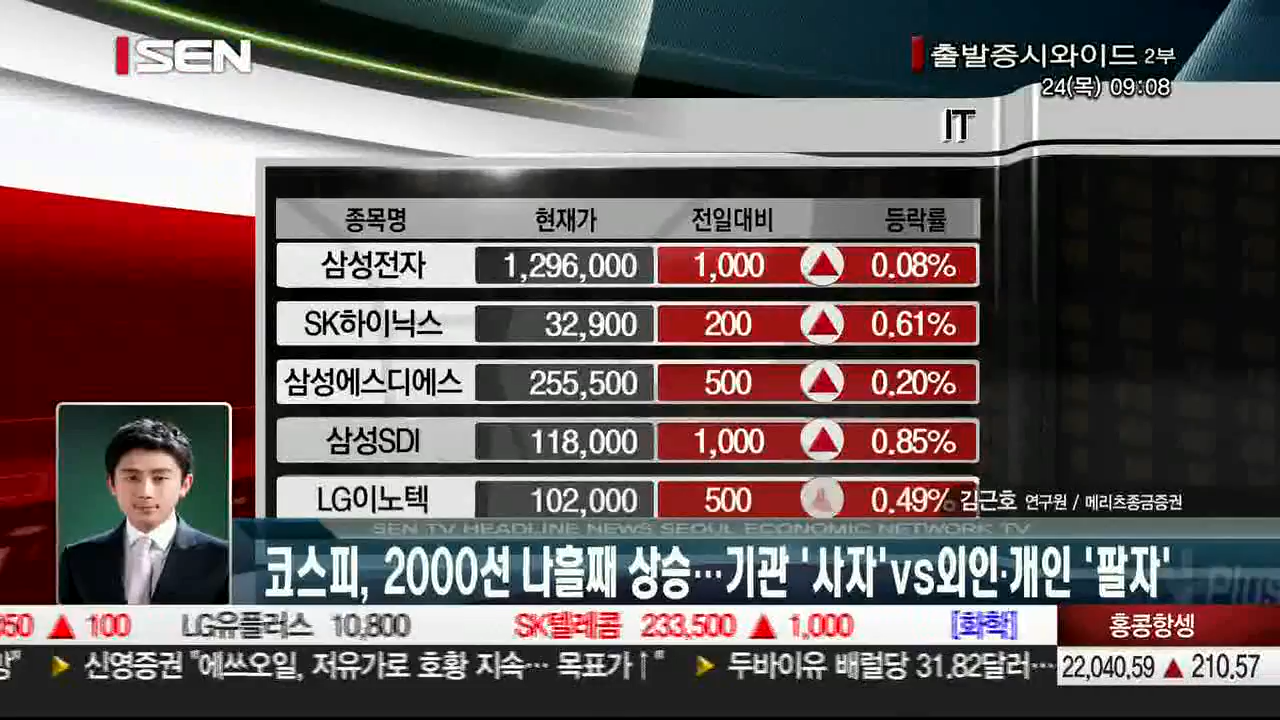 SEN
출발증시와이드 2부
24(목) 09:08
IT
종목명 현재가 전일대비 등락률
삼성전자 1,296,000 1,000 ▲ 0.08%
SK하이닉스 32,900 200 ▲ 0.61%
삼성에스디에스 255,500 500 ▲ 0.20%
삼성SDI 118,000 1,000 ▲ 0.85%
LG이노텍 102,000 500 ▲ 0.49%
김근호 연구원 / 메리츠종금증권
SEN TV HEADLINE NEWS SEOUL ECONOMIC NETWORK TV
코스피, 2000선 나흘째 상승…기관 '사자'vs외인·개인 '팔자'
Plus
350 ▲ 100 LG유플러스 10,800 SK텔레콤 233,500 ▲ 1,000 [화학] 홍콩항셍
" ▶ 신영증권 "에쓰오일, 저유가로 호황 지속… 목표가↑" ▶ 두바이유 배럴당 31.82달러… 22,040.59 ▲ 210.57